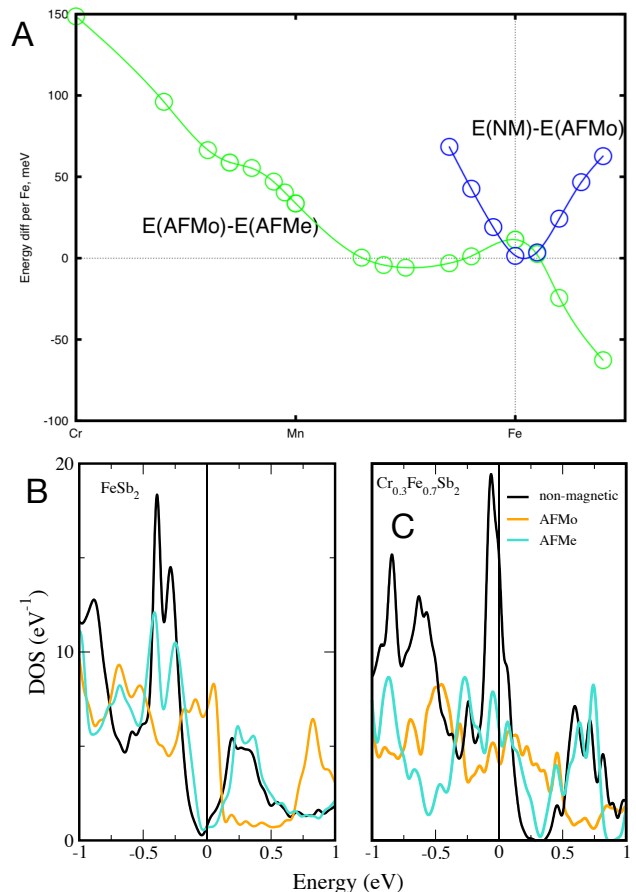 A
150
100
50
0
-50
-100
Energy diff per Fe, meV
E(NM)-E(AFMo)
E(AFMo)-E(AFMe)
Cr
Mn
Fe
B
FeSb2
20
10
0
DOS (eV-1)
-1
-0.5
0
0.5
1
Cr0.3Fe0.7Sb2
C
non-magnetic
AFMo
AFMe
-1
-0.5
0
0.5
1
Energy (eV)